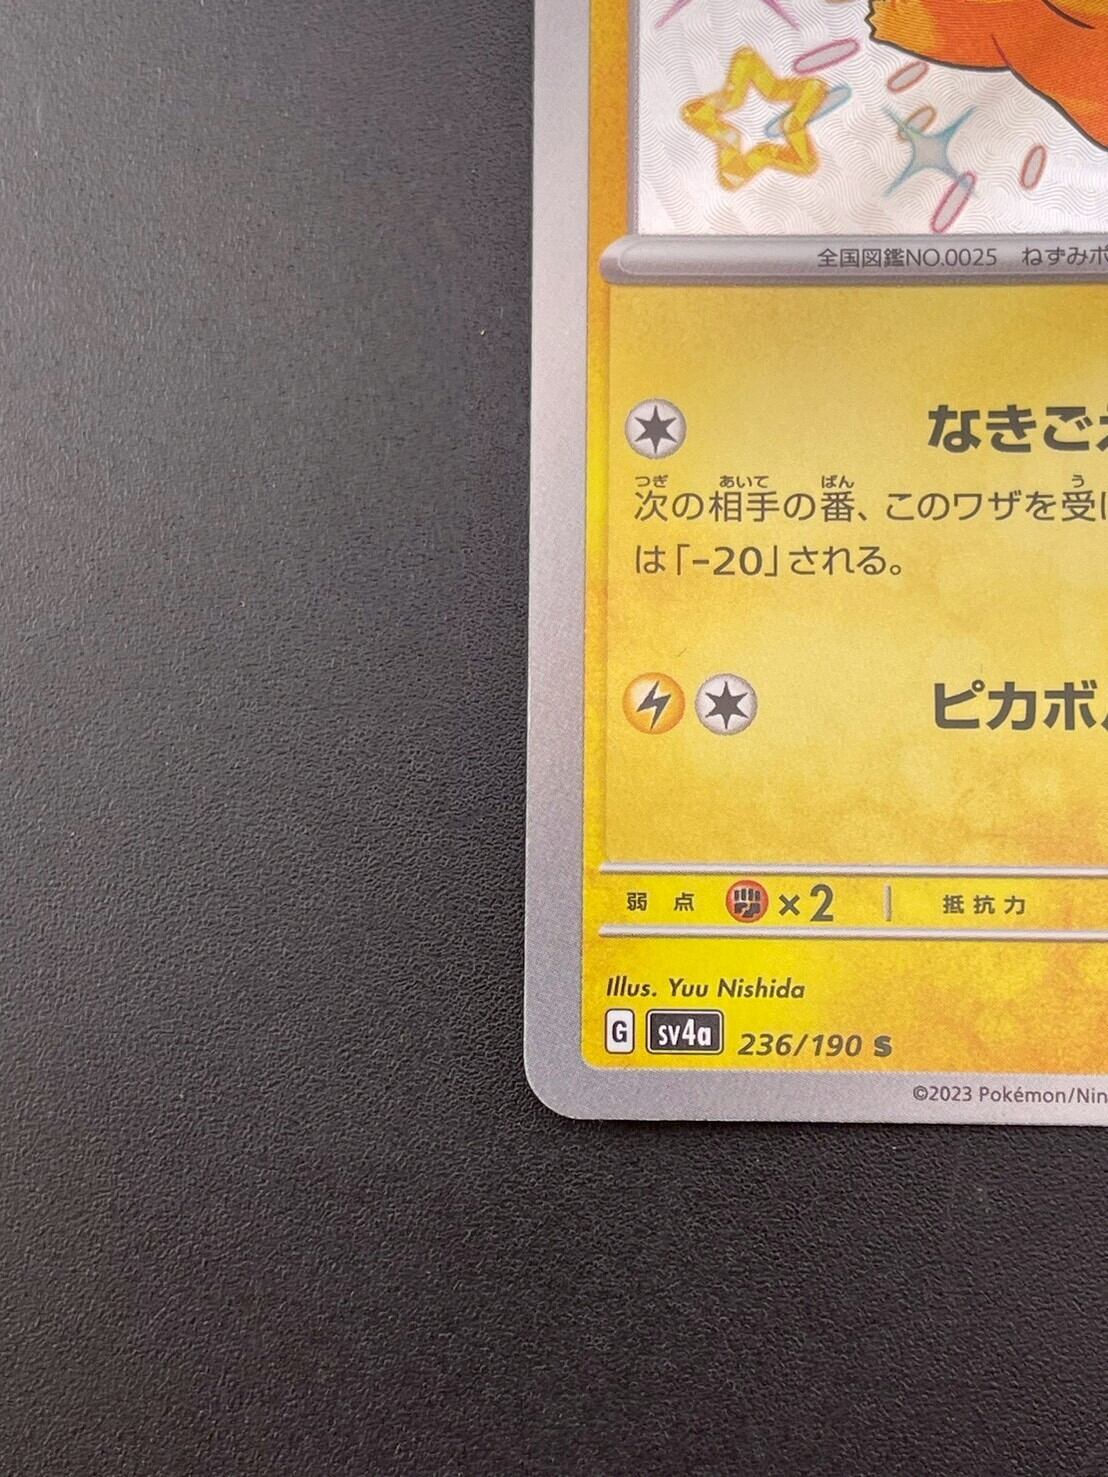 全国図鑑NO.0025 ねずみポ
なきごえ
つぎ あいて ばん う
次の相手の番、このワザを受け
は「-20」される。
ピカボ
弱点 ×2 抵抗力
Illus. Yuu Nishida
G sv4a 236/190 S
©2023 Pokémon/Nin